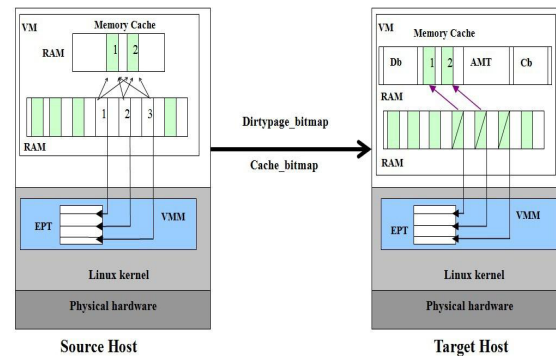 VM
Memory Cache
RAM
1 2
1 2 3
RAM
EPT
VMM
Linux kernel
Physical hardware
Source Host
Dirtypage_bitmap
Cache_bitmap
VM
Memory Cache
Db 1 2 AMT Cb
RAM
RAM
EPT
VMM
Linux kernel
Physical hardware
Target Host